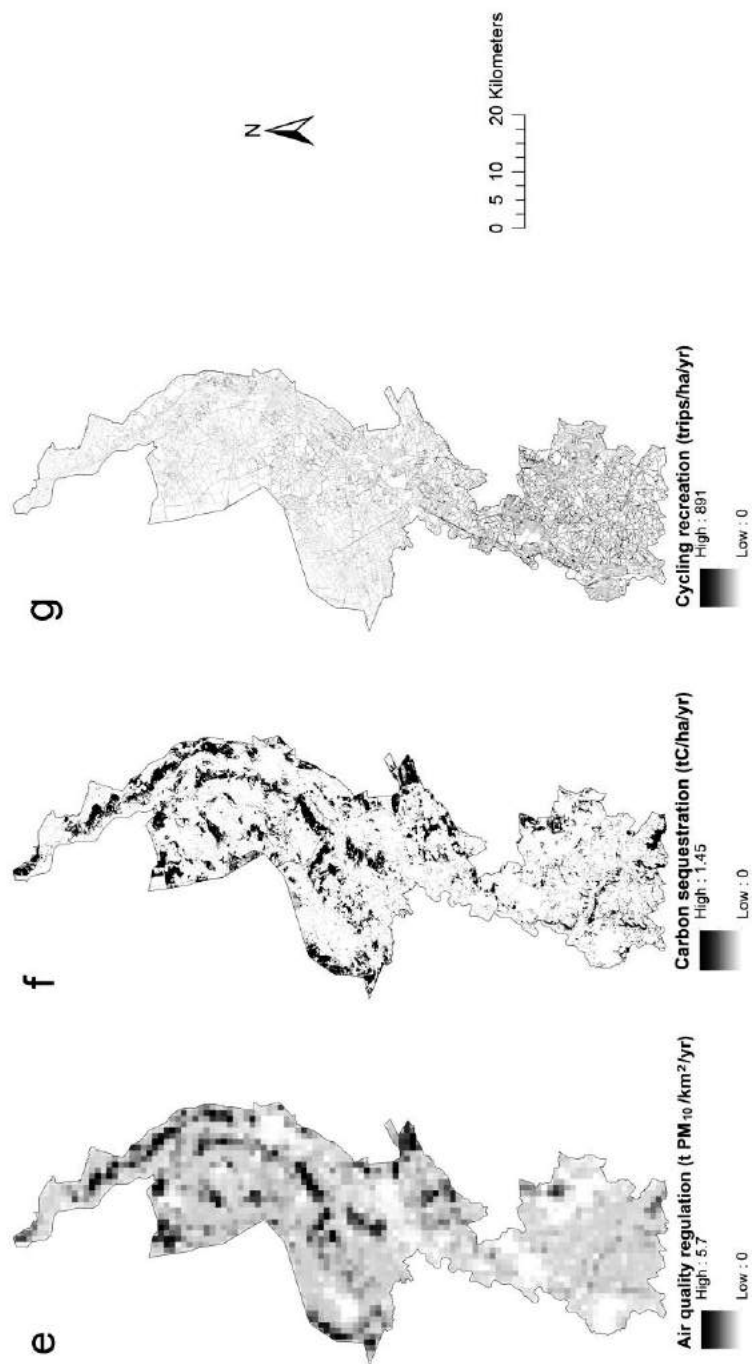 e
Air quality regulation (t PM₁₀/km²/yr)
High : 5.7
Low : 0
f
Carbon sequestration (tC/ha/yr)
High : 1.45
Low : 0
g
Cycling recreation (trips/ha/yr)
High : 891
Low : 0
N
0 5 10 20 Kilometers